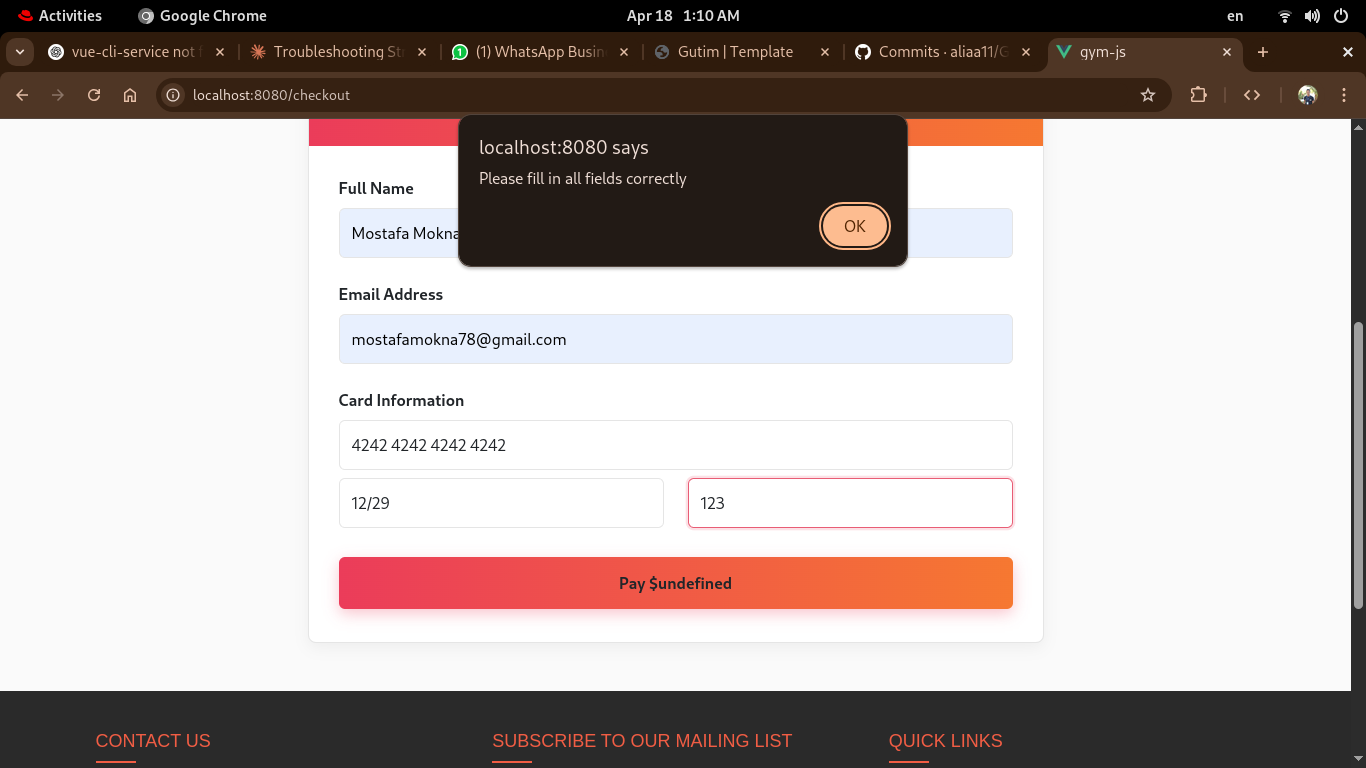 Activities
Google Chrome
Apr 18 1:10 AM
en
vue-cli-service not
Troubleshooting
(1) WhatsApp
Gutim | Template
Commits · aliaa11/G
gym-js
localhost:8080/checkout
localhost:8080 says
Please fill in all fields correctly
OK
Full Name
Mostafa Mokna
Email Address
mostafamokna78@gmail.com
Card Information
4242 4242 4242 4242
12/29
123
Pay $undefined
CONTACT US
SUBSCRIBE TO OUR MAILING LIST
QUICK LINKS